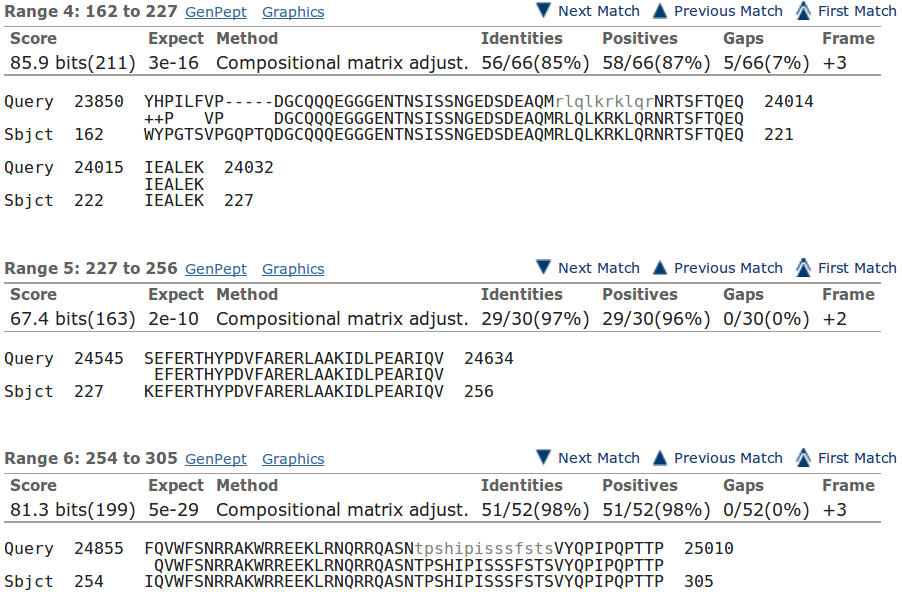 Range 4: 162 to 227 GenPept Graphics Next Match Previous Match First Match
Score Expect Method Identities Positives Gaps Frame
85.9 bits(211) 3e-16 Compositional matrix adjust. 56/66(85%) 58/66(87%) 5/66(7%) +3
Query 23850 YHPILFVP-----DGCQQQEGGGENTNSISSNGEDSDEAQMrlqlkrklqrNRTSFTQEQ 24014
++P VP DGCQQQEGGGENTNSISSNGEDSDEAQMRLQLKRKLQRNRTSFTQEQ
Sbjct 162 WYPGTSVPGQPTQDGCQQQEGGGENTNSISSNGEDSDEAQMRLQLKRKLQRNRTSFTQEQ 221
Query 24015 IEALEK 24032
IEALEK
Sbjct 222 IEALEK 227
Range 5: 227 to 256 GenPept Graphics Next Match Previous Match First Match
Score Expect Method Identities Positives Gaps Frame
67.4 bits(163) 2e-10 Compositional matrix adjust. 29/30(97%) 29/30(96%) 0/30(0%) +2
Query 24545 SEFERTHYPDVFARERLAAKIDLPEARIQV 24634
EFERTHYPDVFARERLAAKIDLPEARIQV
Sbjct 227 KEFERTHYPDVFARERLAAKIDLPEARIQV 256
Range 6: 254 to 305 GenPept Graphics Next Match Previous Match First Match
Score Expect Method Identities Positives Gaps Frame
81.3 bits(199) 5e-29 Compositional matrix adjust. 51/52(98%) 51/52(98%) 0/52(0%) +3
Query 24855 FQVWFSNRRAKWRREEKLRNQRRQASNtpshipisssfstsVYQPIPQPTTP 25010
QVWFSNRRAKWRREEKLRNQRRQASNTPSHIPISSSFSTSVYQPIPQPTTP
Sbjct 254 IQVWFSNRRAKWRREEKLRNQRRQASNTPSHIPISSSFSTSVYQPIPQPTTP 305